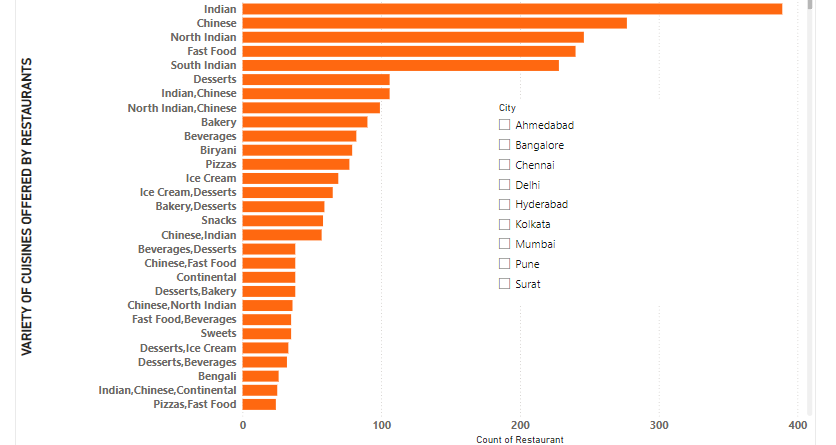 VARIETY OF CUISINES OFFERED BY RESTAURANTS
Indian
Chinese
North Indian
Fast Food
South Indian
Desserts
Indian,Chinese
North Indian,Chinese
Bakery
Beverages
Biryani
Pizzas
Ice Cream
Ice Cream,Desserts
Bakery,Desserts
Snacks
Chinese,Indian
Beverages,Desserts
Chinese,Fast Food
Continental
Desserts,Bakery
Chinese,North Indian
Fast Food,Beverages
Sweets
Desserts,Ice Cream
Desserts,Beverages
Bengali
Indian,Chinese,Continental
Pizzas,Fast Food
City
Ahmedabad
Bangalore
Chennai
Delhi
Hyderabad
Kolkata
Mumbai
Pune
Surat
0 100 200 300 400
Count of Restaurant